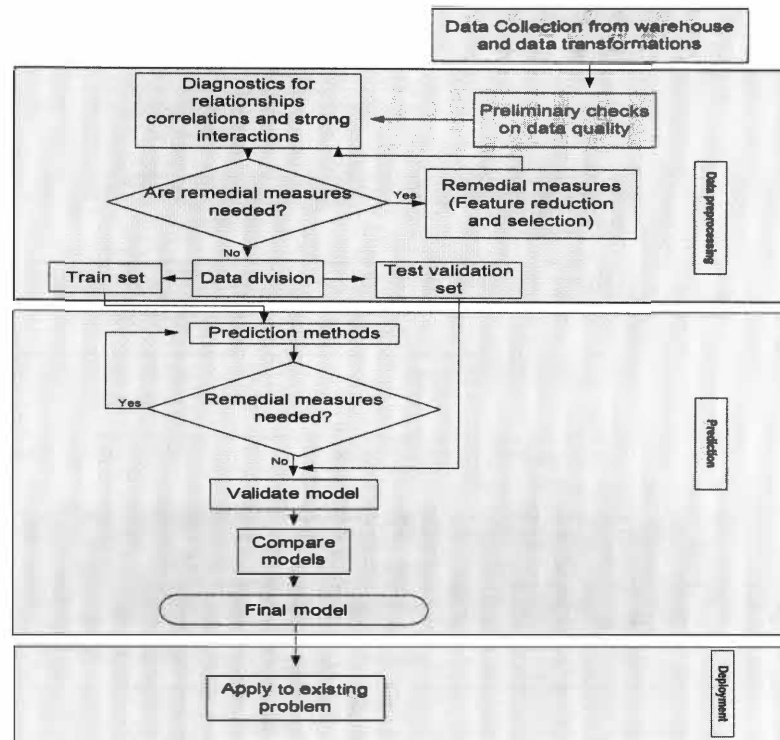 Data Collection from warehouse
and data transformations
Diagnostics for
relationships
correlations and strong
interactions
Preliminary checks
on data quality
Are remedial measures
needed?
Yes
Remedial measures
(Feature reduction
and selection)
Data preprocessing
No
Train set
Data division
Test validation
set
Prediction methods
Remedial measures
needed?
Yes
Prediction
No
Validate model
Compare
models
Final model
Apply to existing
problem
Deployment